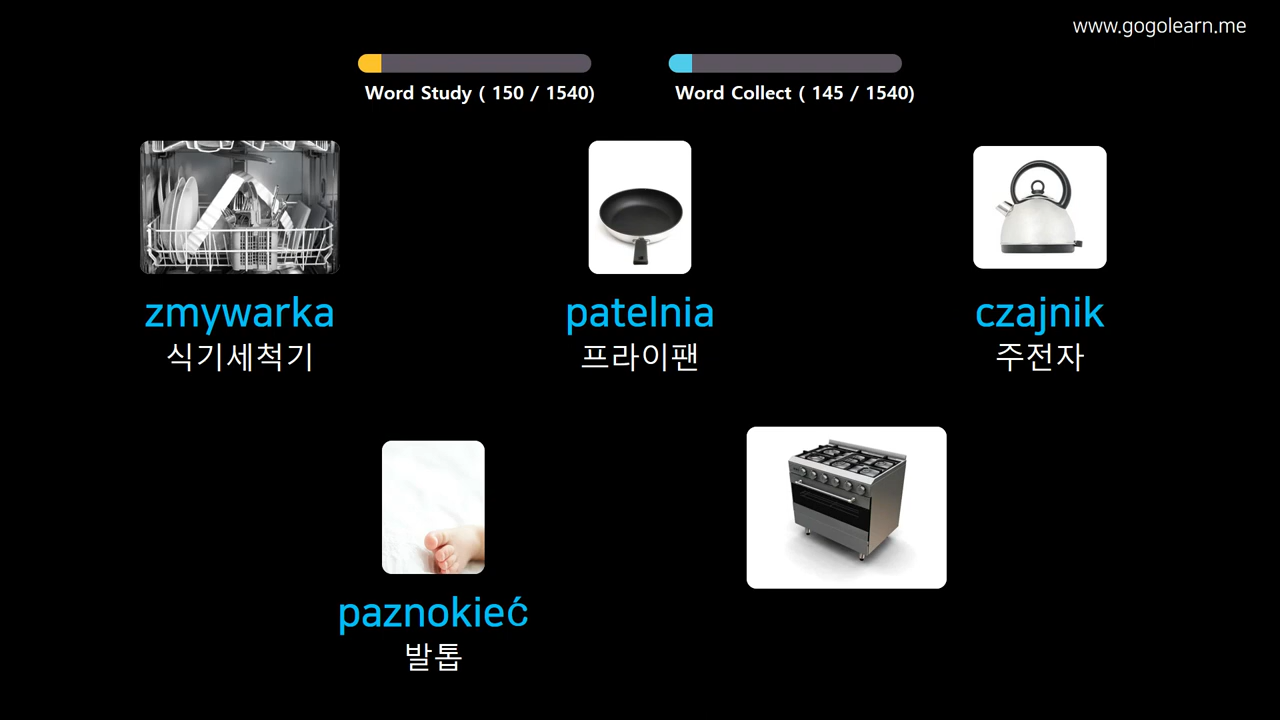 www.gogolearn.me
Word Study ( 150 / 1540)
Word Collect ( 145 / 1540)
zmywarka
식기세척기
patelnia
프라이팬
czajnik
주전자
paznokieć
발톱